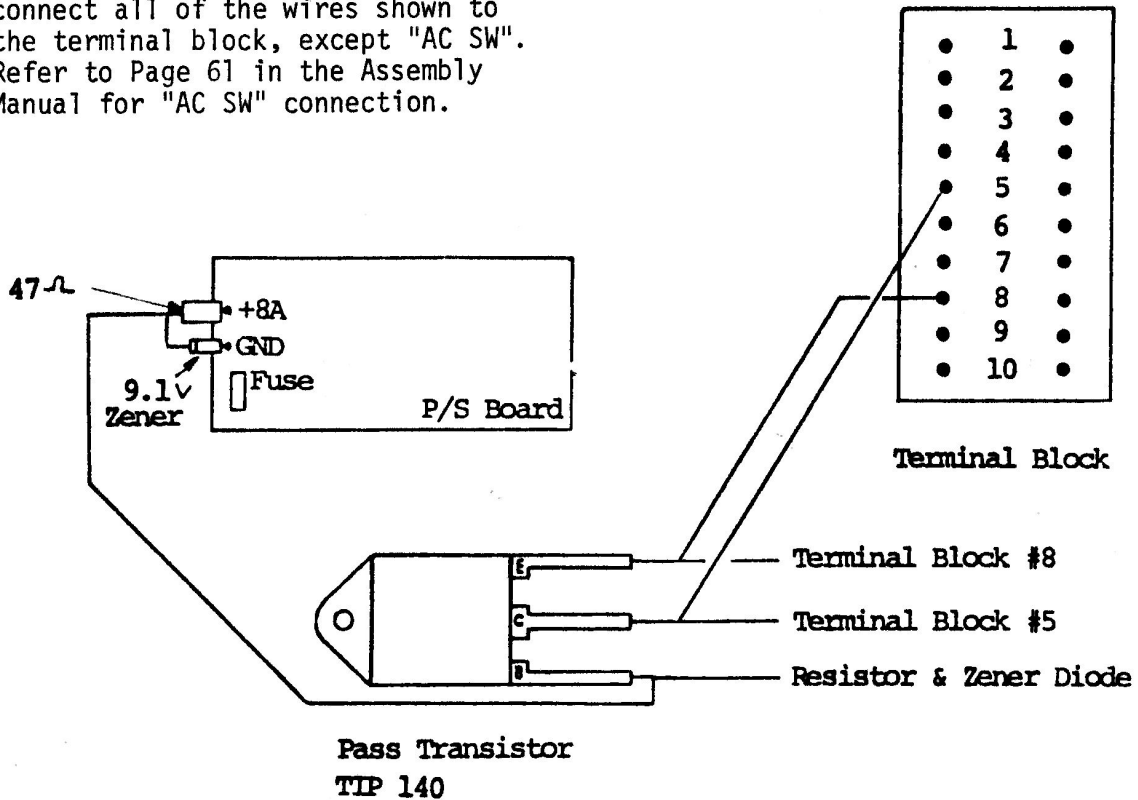 connect all of the wires shown to
the terminal block, except "AC SW".
Refer to Page 61 in the Assembly
Manual for "AC SW" connection.
1
2
3
4
5
6
7
8
9
10
Terminal Block
47Ω
+8A
GND
Fuse
9.1v
Zener
P/S Board
E
C
B
Terminal Block #8
Terminal Block #5
Resistor & Zener Diode
Pass Transistor
TIP 140